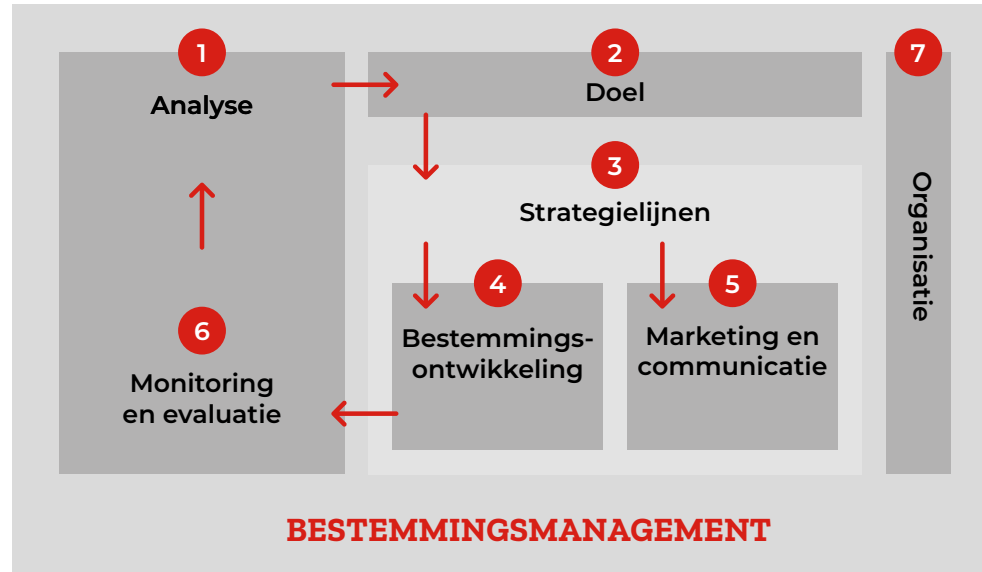 1
Analyse
2
Doel
3
Strategielijnen
4
Bestemmings-
ontwikkeling
5
Marketing en
communicatie
6
Monitoring
en evaluatie
7
Organisatie
BESTEMMINGSMANAGEMENT